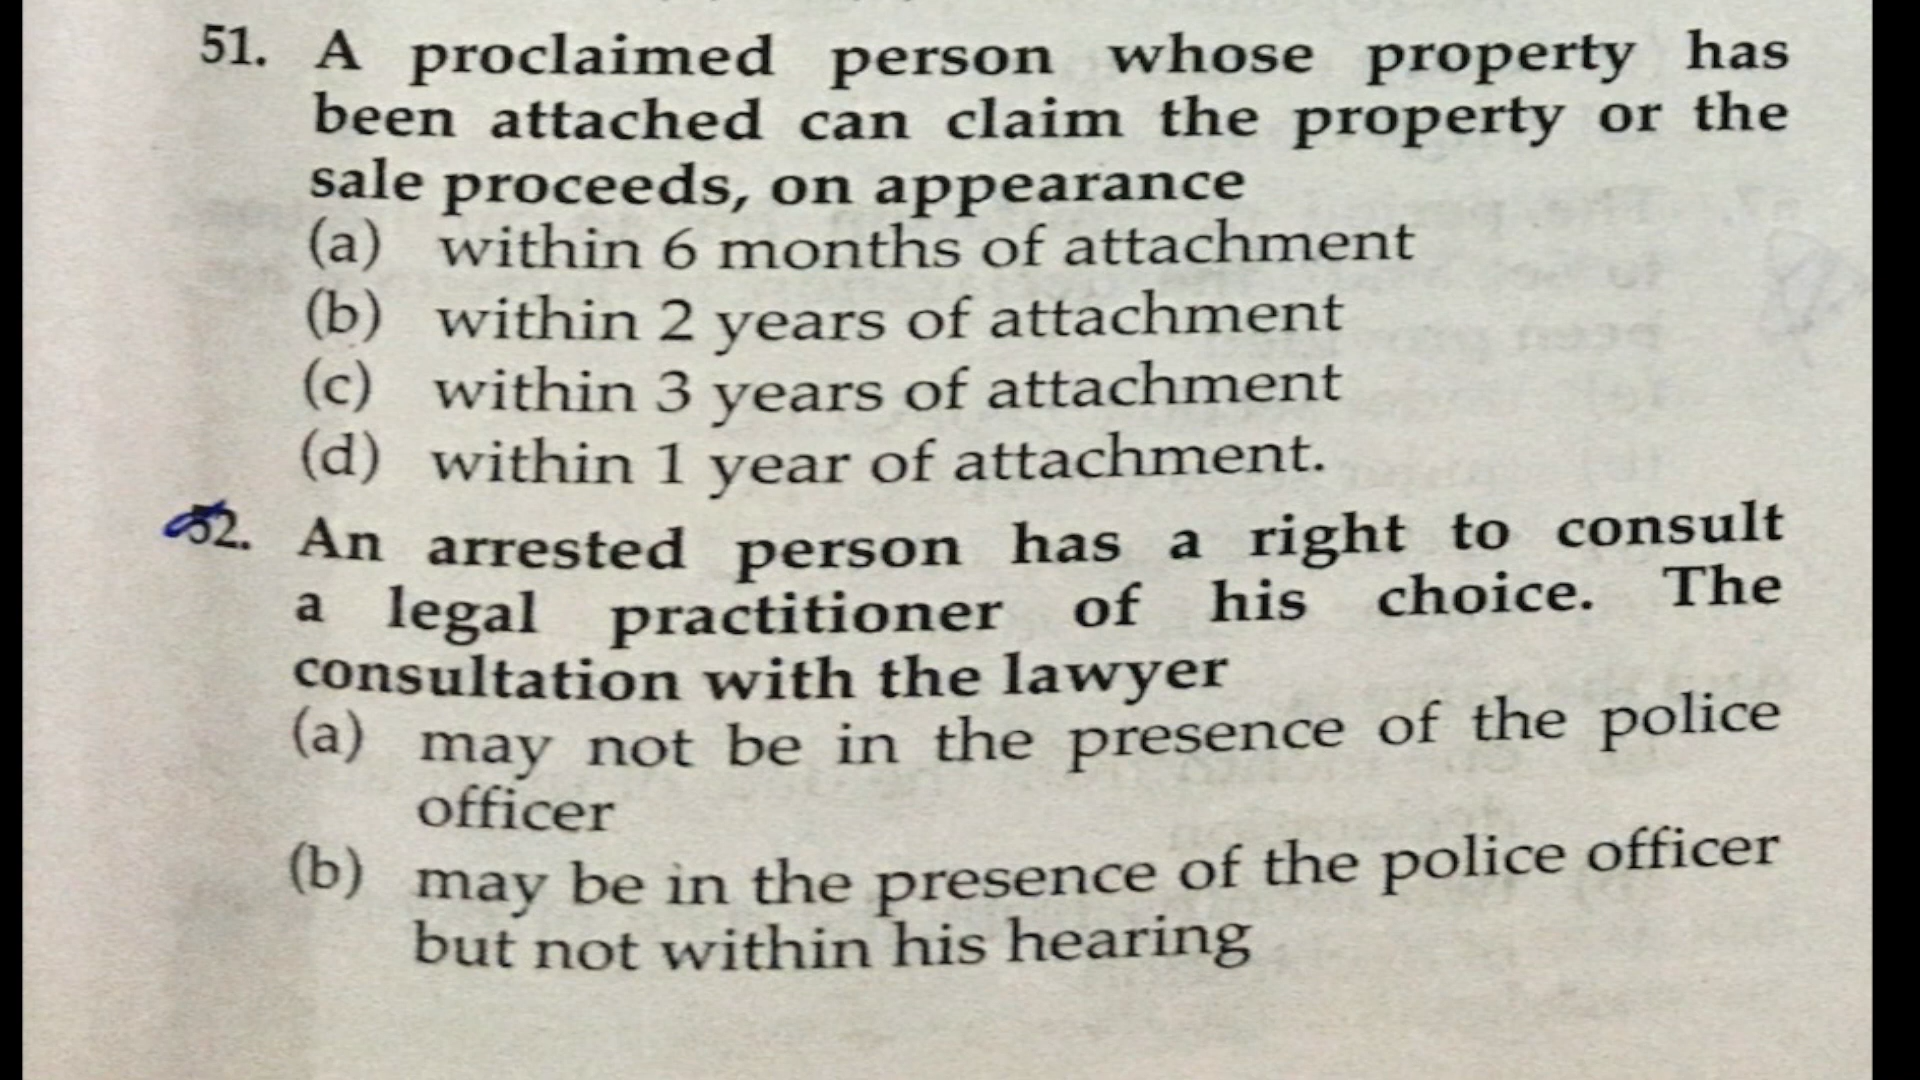 51. A proclaimed person whose property has
been attached can claim the property or the
sale proceeds, on appearance
(a) within 6 months of attachment
(b) within 2 years of attachment
(c) within 3 years of attachment
(d) within 1 year of attachment.
52. An arrested person has a right to consult
a legal practitioner of his choice. The
consultation with the lawyer
(a) may not be in the presence of the police
officer
(b) may be in the presence of the police officer
but not within his hearing